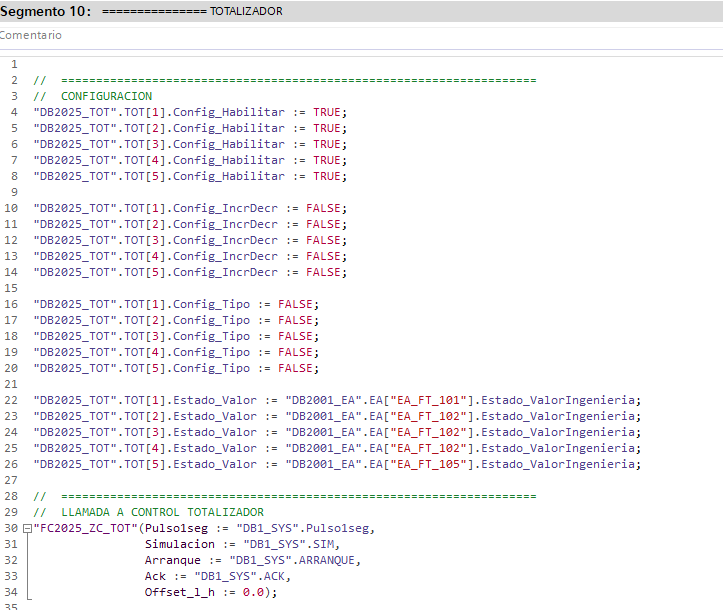 Segmento 10: =============== TOTALIZADOR
Comentario
1
2 // ====================================================================
3 // CONFIGURACION
4 "DB2025_TOT".TOT[1].Config_Habilitar := TRUE;
5 "DB2025_TOT".TOT[2].Config_Habilitar := TRUE;
6 "DB2025_TOT".TOT[3].Config_Habilitar := TRUE;
7 "DB2025_TOT".TOT[4].Config_Habilitar := TRUE;
8 "DB2025_TOT".TOT[5].Config_Habilitar := TRUE;
9
10 "DB2025_TOT".TOT[1].Config_IncrDecr := FALSE;
11 "DB2025_TOT".TOT[2].Config_IncrDecr := FALSE;
12 "DB2025_TOT".TOT[3].Config_IncrDecr := FALSE;
13 "DB2025_TOT".TOT[4].Config_IncrDecr := FALSE;
14 "DB2025_TOT".TOT[5].Config_IncrDecr := FALSE;
15
16 "DB2025_TOT".TOT[1].Config_Tipo := FALSE;
17 "DB2025_TOT".TOT[2].Config_Tipo := FALSE;
18 "DB2025_TOT".TOT[3].Config_Tipo := FALSE;
19 "DB2025_TOT".TOT[4].Config_Tipo := FALSE;
20 "DB2025_TOT".TOT[5].Config_Tipo := FALSE;
21
22 "DB2025_TOT".TOT[1].Estado_Valor := "DB2001_EA".EA["EA_FT_101"].Estado_ValorIngenieria;
23 "DB2025_TOT".TOT[2].Estado_Valor := "DB2001_EA".EA["EA_FT_102"].Estado_ValorIngenieria;
24 "DB2025_TOT".TOT[3].Estado_Valor := "DB2001_EA".EA["EA_FT_102"].Estado_ValorIngenieria;
25 "DB2025_TOT".TOT[4].Estado_Valor := "DB2001_EA".EA["EA_FT_102"].Estado_ValorIngenieria;
26 "DB2025_TOT".TOT[5].Estado_Valor := "DB2001_EA".EA["EA_FT_105"].Estado_ValorIngenieria;
27
28 // ====================================================================
29 // LLAMADA A CONTROL TOTALIZADOR
30 "FC2025_ZC_TOT"(Pulso1seg := "DB1_SYS".Pulso1seg,
31 Simulacion := "DB1_SYS".SIM,
32 Arranque := "DB1_SYS".ARRANQUE,
33 Ack := "DB1_SYS".ACK,
34 Offset_l_h := 0.0);
35